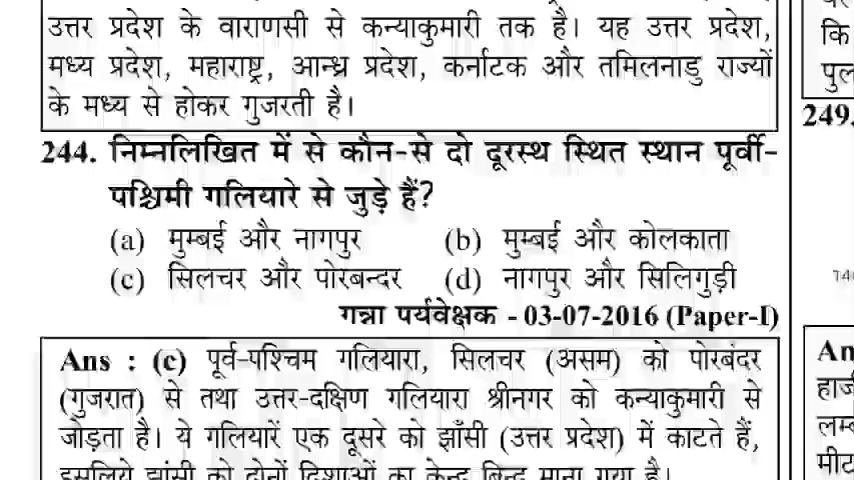 उत्तर प्रदेश के वाराणसी से कन्याकुमारी तक है। यह उत्तर प्रदेश,
मध्य प्रदेश, महाराष्ट्र, आन्ध्र प्रदेश, कर्नाटक और तमिलनाडु राज्यों
के मध्य से होकर गुजरती है।
244. निम्नलिखित में से कौन-से दो दूरस्थ स्थित स्थान पूर्वी-
पश्चिमी गलियारे से जुड़े हैं?
(a) मुम्बई और नागपुर (b) मुम्बई और कोलकाता
(c) सिलचर और पोरबन्दर (d) नागपुर और सिलिगुड़ी
गन्ना पर्यवेक्षक - 03-07-2016 (Paper-I)
Ans : (c) पूर्व-पश्चिम गलियारा, सिलचर (असम) को पोरबंदर
(गुजरात) से तथा उत्तर-दक्षिण गलियारा श्रीनगर को कन्याकुमारी से
जोड़ता है। ये गलियारें एक दूसरे को झाँसी (उत्तर प्रदेश) में काटते हैं,
इसलिये झांसी को दोनों दिशाओं का केन्द्र बिन्दु माना गया है।
कि
पुल
249.
An
हाज
लम्ब
मीट